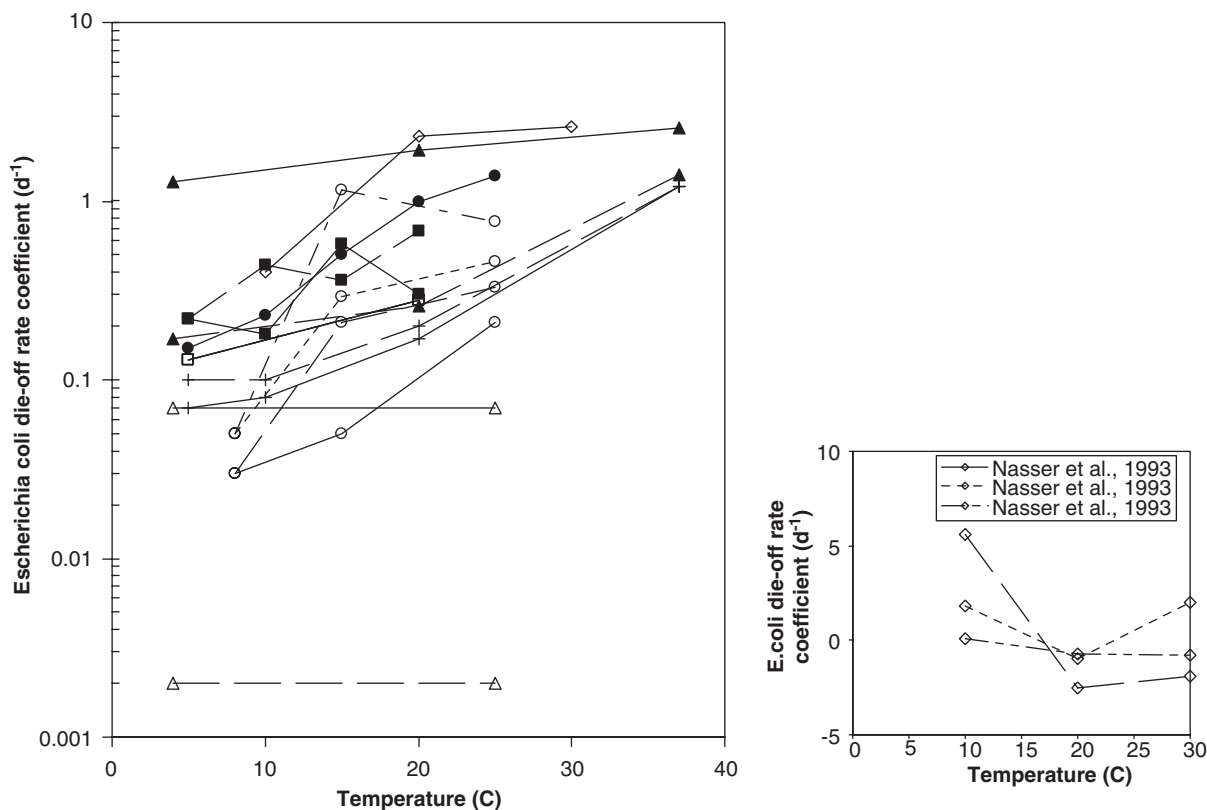 10
1
0.1
0.01
0.001
0
10
20
30
40
Escherichia coli die-off rate coefficient (d-1)
Temperature (C)
10
5
0
-5
0
5
10
15
20
25
30
E.coli die-off rate
coefficient (d-1)
Nasser et al., 1993
Nasser et al., 1993
Nasser et al., 1993
Temperature (C)